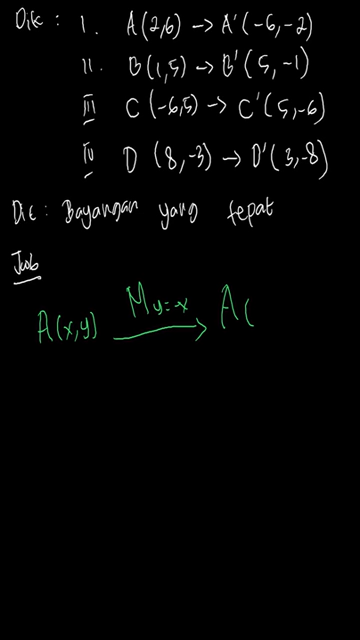 Dik : I. A(2,6) → A'(-6,-2)
II. B(1,5) → B'(5,-1)
III C(-6,5) → C'(5,-6)
IV D (8,-3) → D'(3,-8)
Dit : Bayangan yang tepat
Jwb
A(x,y) M y=-x → A(